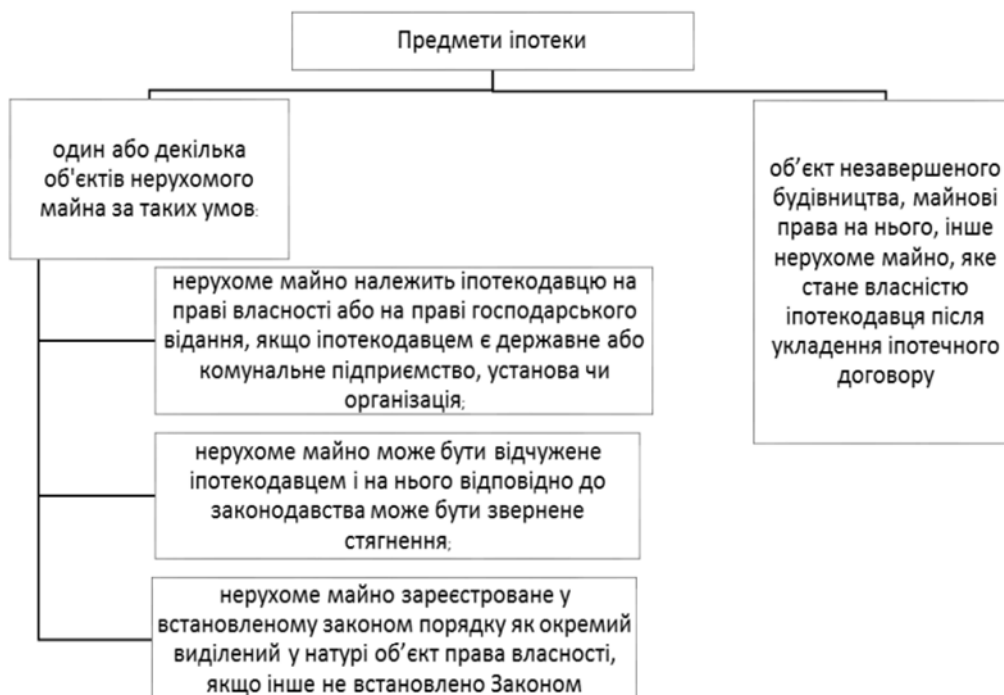 Предмети іпотеки
один або декілька
об'єктів нерухомого
майна за таких умов:
нерухоме майно належить іпотекодавцю на
праві власності або на праві господарського
відання, якщо іпотекодавцем є державне або
комунальне підприємство, установа чи
організація;
нерухоме майно може бути відчужене
іпотекодавцем і на нього відповідно до
законодавства може бути звернене
стягнення;
нерухоме майно зареєстроване у
встановленому законом порядку як окремий
виділений у натурі об’єкт права власності,
якщо інше не встановлено Законом
об’єкт незавершеного
будівництва, майнові
права на нього, інше
нерухоме майно, яке
стане власністю
іпотекодавця після
укладення іпотечного
договору